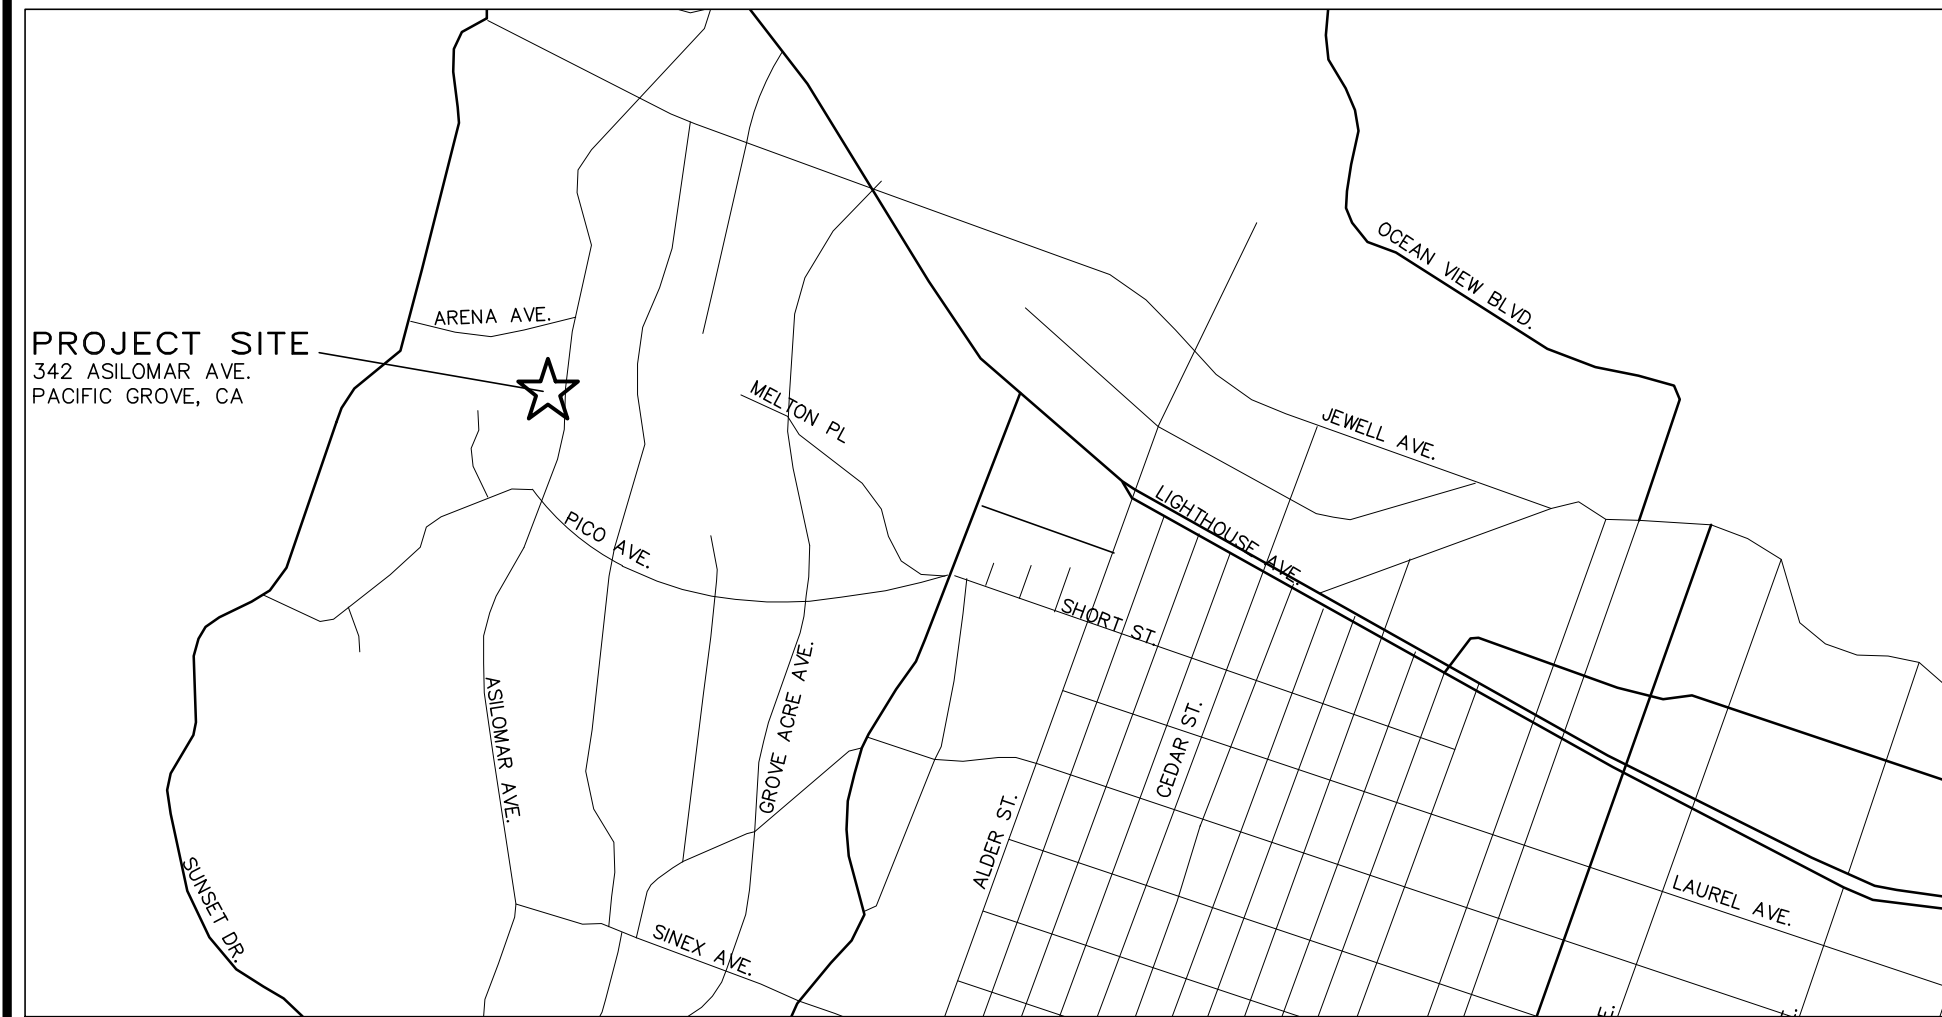 OCEAN VIEW BLVD.
ARENA AVE.
PROJECT SITE
342 ASILOMAR AVE.
PACIFIC GROVE, CA
MELTON PL
JEWELL AVE.
LIGHTHOUSE AVE.
PICO AVE.
SHORT ST.
GROVE ACRE AVE.
ASILOMAR AVE.
CEDAR ST.
ALDER ST.
SUNSET DR.
LAUREL AVE.
SINEX AVE.